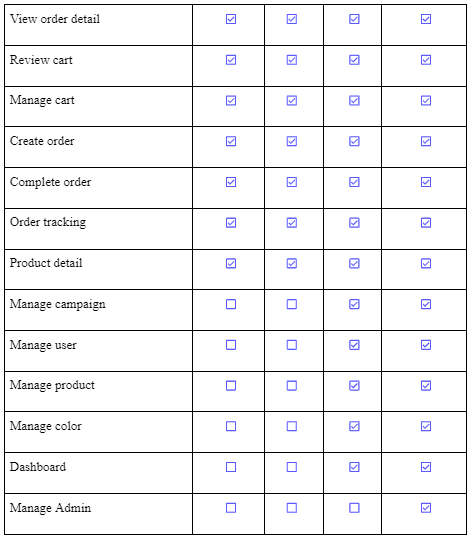 View order detail ☑ ☑ ☑ ☑
Review cart ☑ ☑ ☑ ☑
Manage cart ☑ ☑ ☑ ☑
Create order ☑ ☑ ☑ ☑
Complete order ☑ ☑ ☑ ☑
Order tracking ☑ ☑ ☑ ☑
Product detail ☑ ☑ ☑ ☑
Manage campaign ☐ ☐ ☑ ☑
Manage user ☐ ☐ ☑ ☑
Manage product ☐ ☐ ☑ ☑
Manage color ☐ ☐ ☑ ☑
Dashboard ☐ ☐ ☑ ☑
Manage Admin ☐ ☐ ☐ ☑